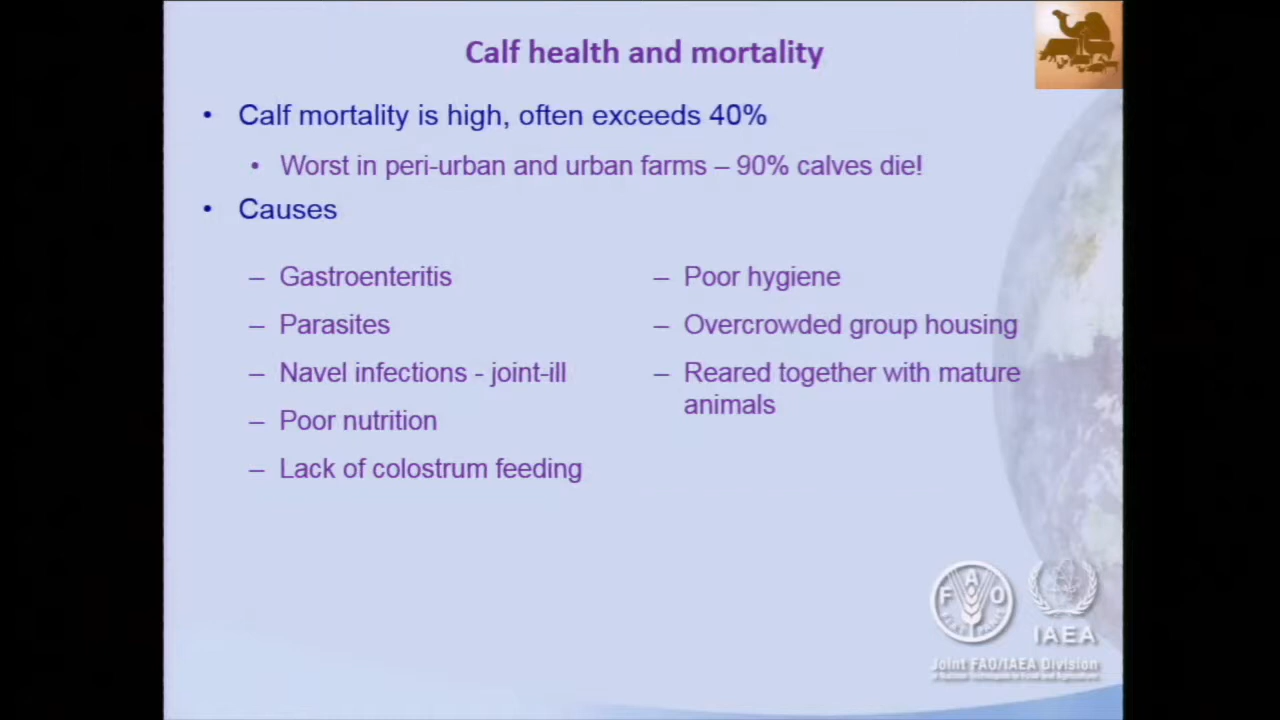 Calf health and mortality
• Calf mortality is high, often exceeds 40%
• Worst in peri-urban and urban farms – 90% calves die!
• Causes
– Gastroenteritis
– Parasites
– Navel infections - joint-ill
– Poor nutrition
– Lack of colostrum feeding
– Poor hygiene
– Overcrowded group housing
– Reared together with mature
animals
F A O
FIAT PANIS
IAEA
Joint FAO/IAEA Division